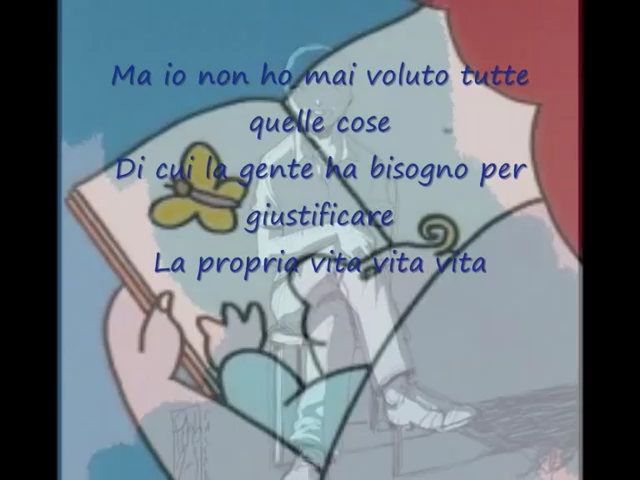 Ma io non ho mai voluto tutte
quelle cose
Di cui la gente ha bisogno per
giustificare
La propria vita vita vita